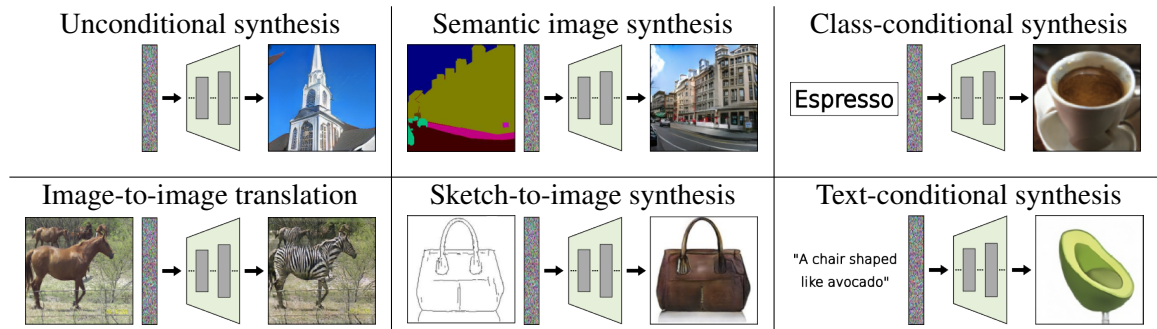 Unconditional synthesis
Semantic image synthesis
Class-conditional synthesis
Espresso
Image-to-image translation
Sketch-to-image synthesis
Text-conditional synthesis
"A chair shaped
like avocado"